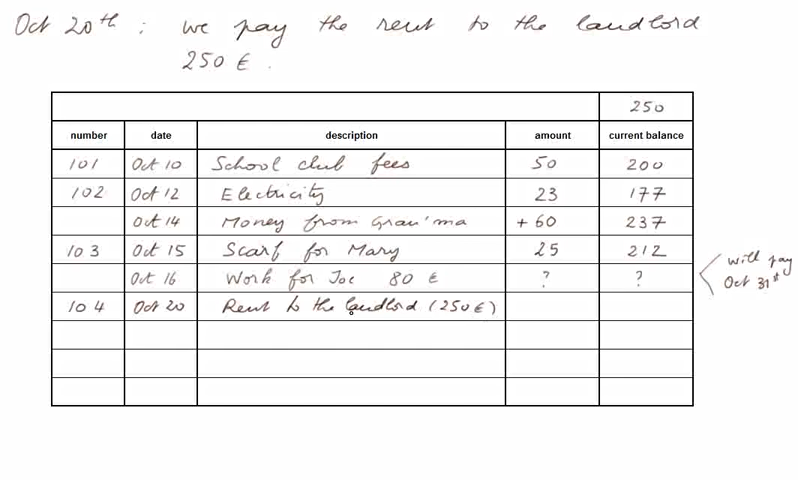 Oct 20th : we pay the rent to the landlord
250 €.
250
number date description amount current balance
101 Oct 10 School club fees 50 200
102 Oct 12 Electricity 23 177
Oct 14 Money from Gran'ma + 60 237
103 Oct 15 Scarf for Mary 25 212
Oct 16 Work for Joe 80 € ? ?
will pay
Oct 31st
104 Oct 20 Rent to the landlord (250 €)